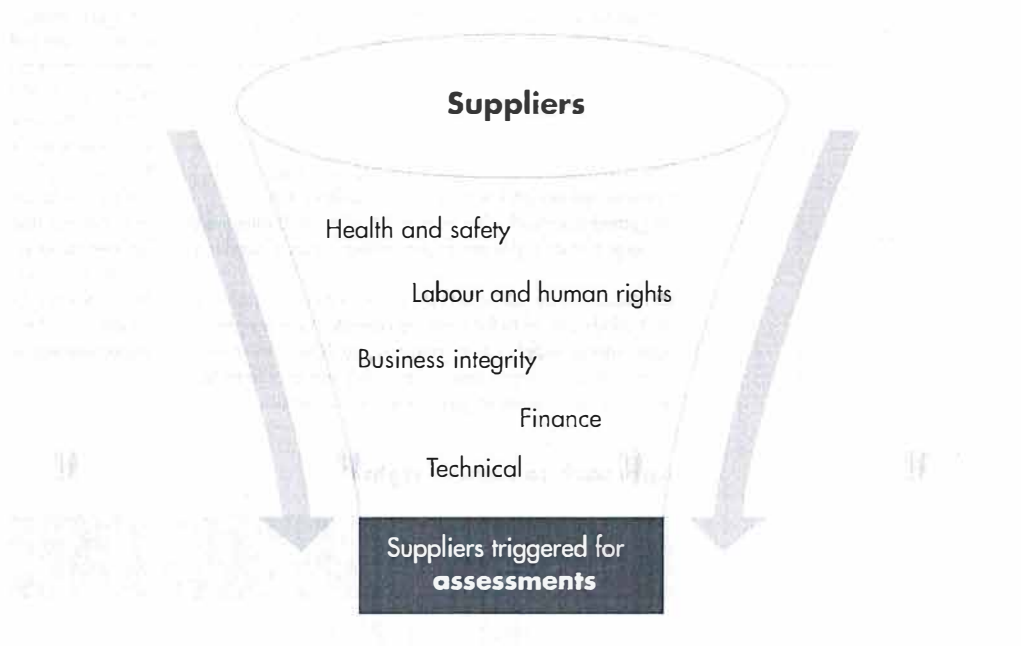 Suppliers
Health and safety
Labour and human rights
Business integrity
Finance
Technical
Suppliers triggered for
assessments